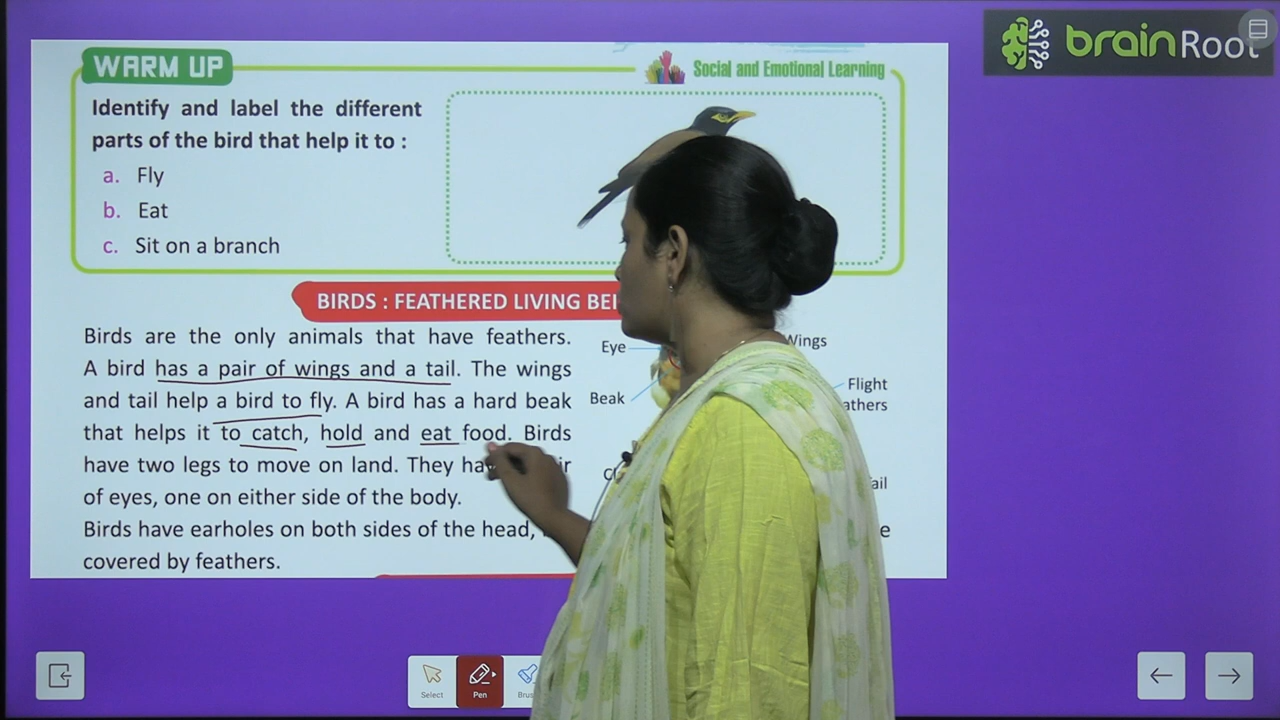 brainRoot
WARM UP
Social and Emotional Learning
Identify and label the different
parts of the bird that help it to :
a. Fly
b. Eat
c. Sit on a branch
BIRDS : FEATHERED LIVING
Birds are the only animals that have feathers.
A bird has a pair of wings and a tail. The wings
and tail help a bird to fly. A bird has a hard beak
that helps it to catch, hold and eat food. Birds
have two legs to move on land. They
of eyes, one on either side of the body.
Birds have earholes on both sides of the head,
covered by feathers.
Eye
Wings
Beak
Flight
Select
Pen